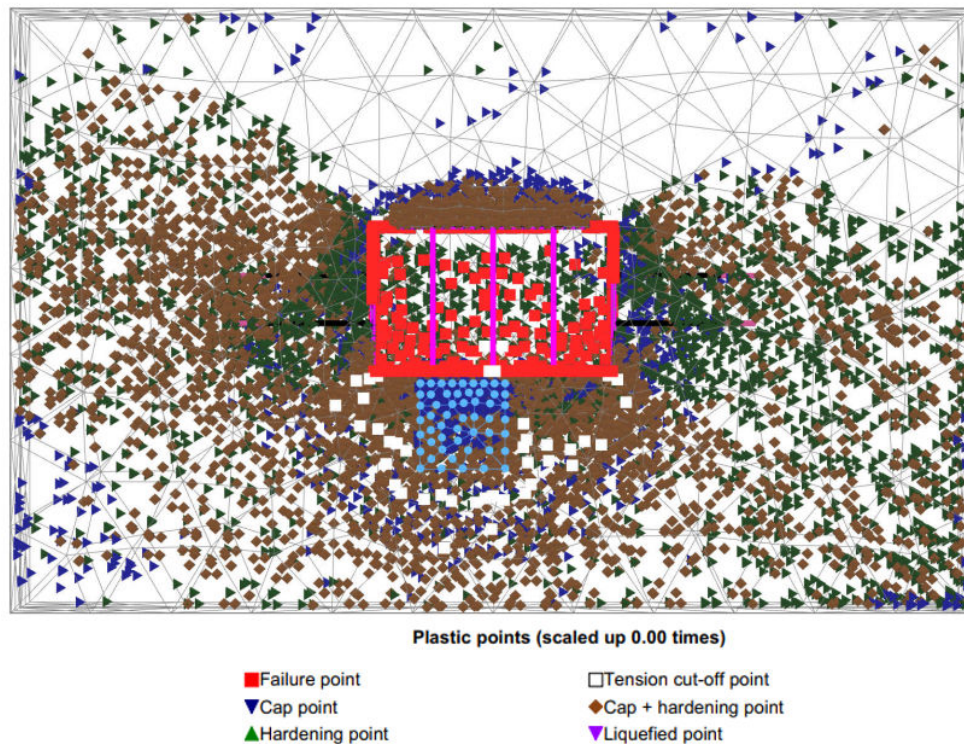 Plastic points (scaled up 0.00 times)
Failure point
Tension cut-off point
Cap point
Cap + hardening point
Hardening point
Liquefied point